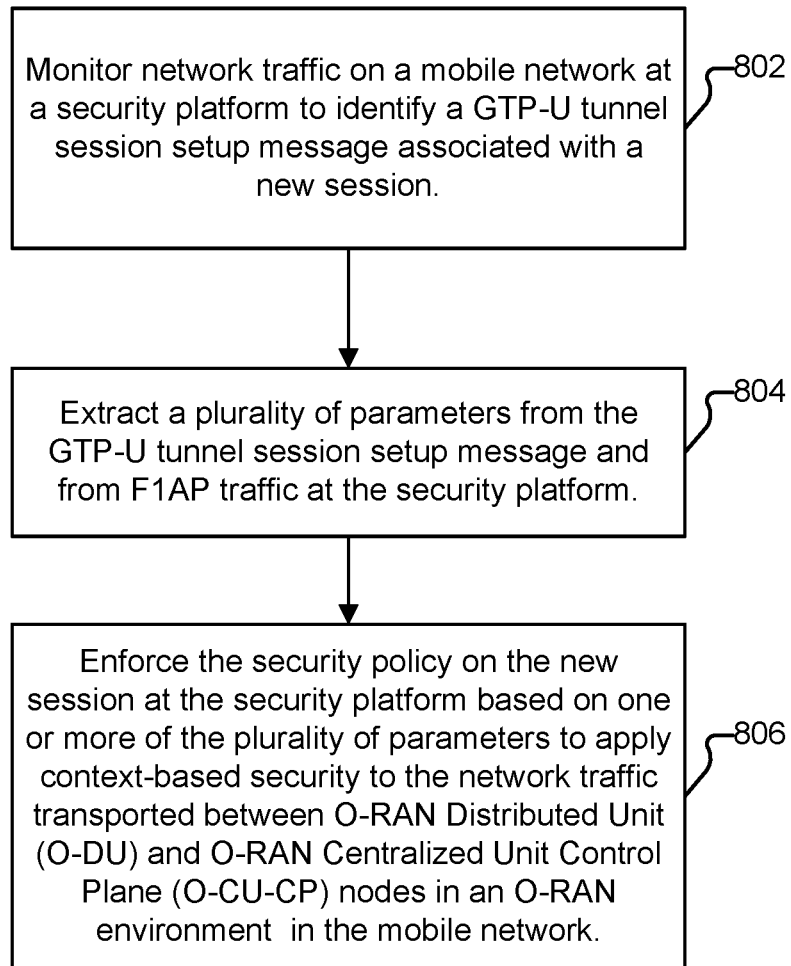 Monitor network traffic on a mobile network at
a security platform to identify a GTP-U tunnel
session setup message associated with a
new session.
802
Extract a plurality of parameters from the
GTP-U tunnel session setup message and
from F1AP traffic at the security platform.
804
Enforce the security policy on the new
session at the security platform based on one
or more of the plurality of parameters to apply
context-based security to the network traffic
transported between O-RAN Distributed Unit
(O-DU) and O-RAN Centralized Unit Control
Plane (O-CU-CP) nodes in an O-RAN
environment in the mobile network.
806